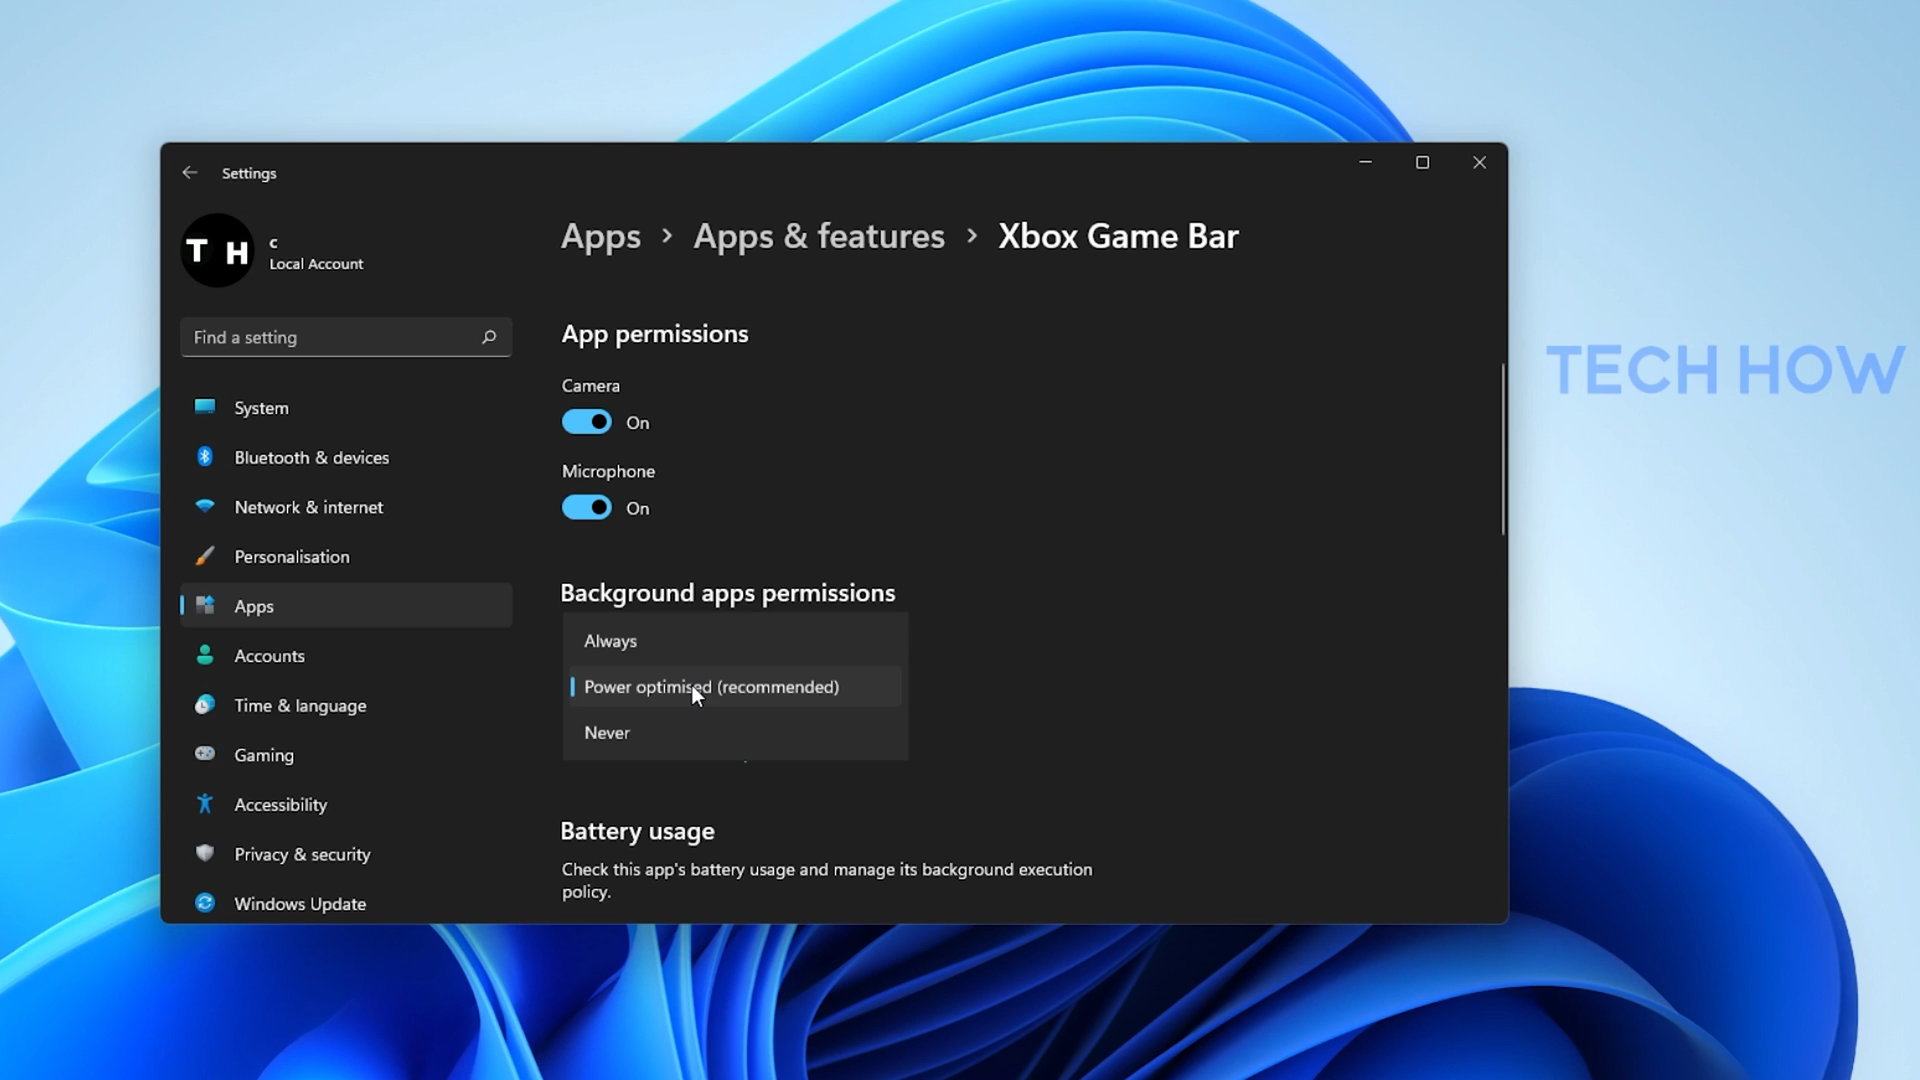 Settings
T H
c
Local Account
Find a setting
System
Bluetooth & devices
Network & internet
Personalisation
Apps
Accounts
Time & language
Gaming
Accessibility
Privacy & security
Windows Update
Apps > Apps & features > Xbox Game Bar
App permissions
Camera
On
Microphone
On
Background apps permissions
Always
Power optimised (recommended)
Never
Battery usage
Check this app's battery usage and manage its background execution
policy.
TECH HOW